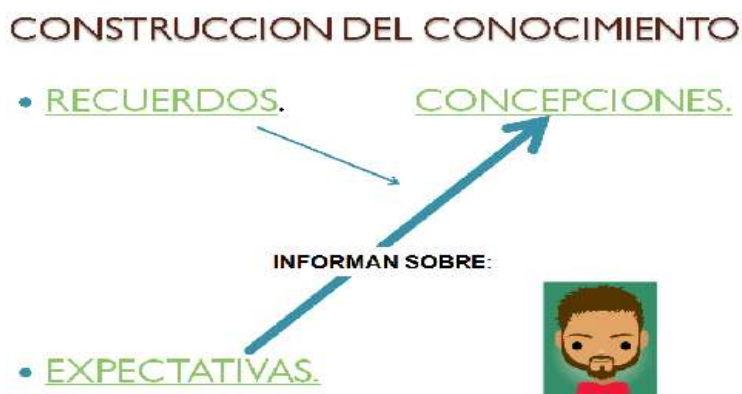 CONSTRUCCION DEL CONOCIMIENTO
• RECUERDOS.
CONCEPCIONES.
INFORMAN SOBRE:
• EXPECTATIVAS.